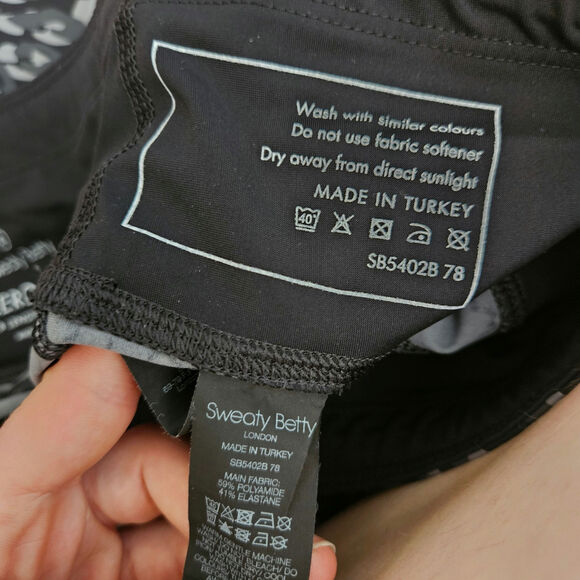 Wash with similar colours
Do not use fabric softener
Dry away from direct sunlight
MADE IN TURKEY
40°
SB5402B 78
Sweaty Betty
LONDON
MADE IN TURKEY
SB5402B 78
MAIN FABRIC:
59% POLYAMIDE
41% ELASTANE